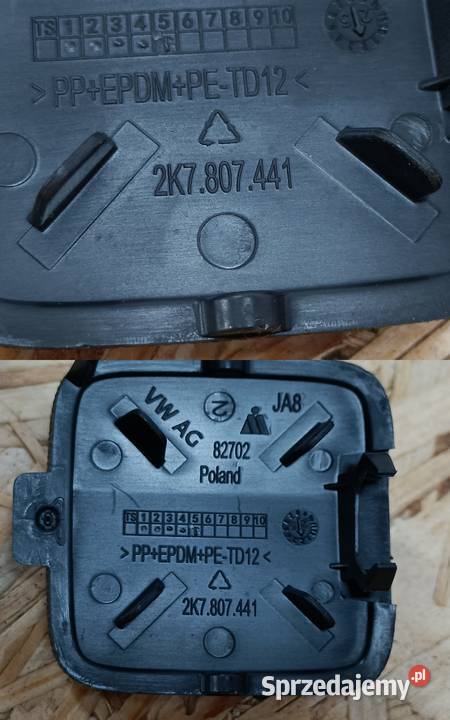 TS 1 2 3 4 5 6 7 8 9 10
> PP+EPDM+PE-TD12 <
2K7.807.441
VW AG
2
JA8
82702
Poland
TS 1 2 3 4 5 6 7 8 9 10
> PP+EPDM+PE-TD12 <
2K7.807.441
Sprzedajemy.pl